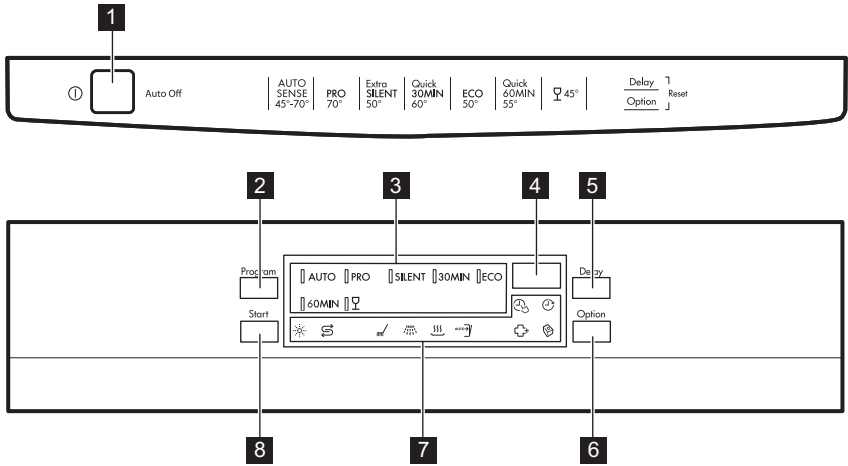 1
Auto Off
AUTO
SENSE
45°-70°
PRO
70°
Extra
SILENT
50°
Quick
30MIN
60°
ECO
50°
Quick
60MIN
55°
45°
Delay
Option
Reset
2
3
4
5
Program
Start
AUTO PRO SILENT 30MIN ECO
60MIN
AUTO
Delay
Option
8
7
6